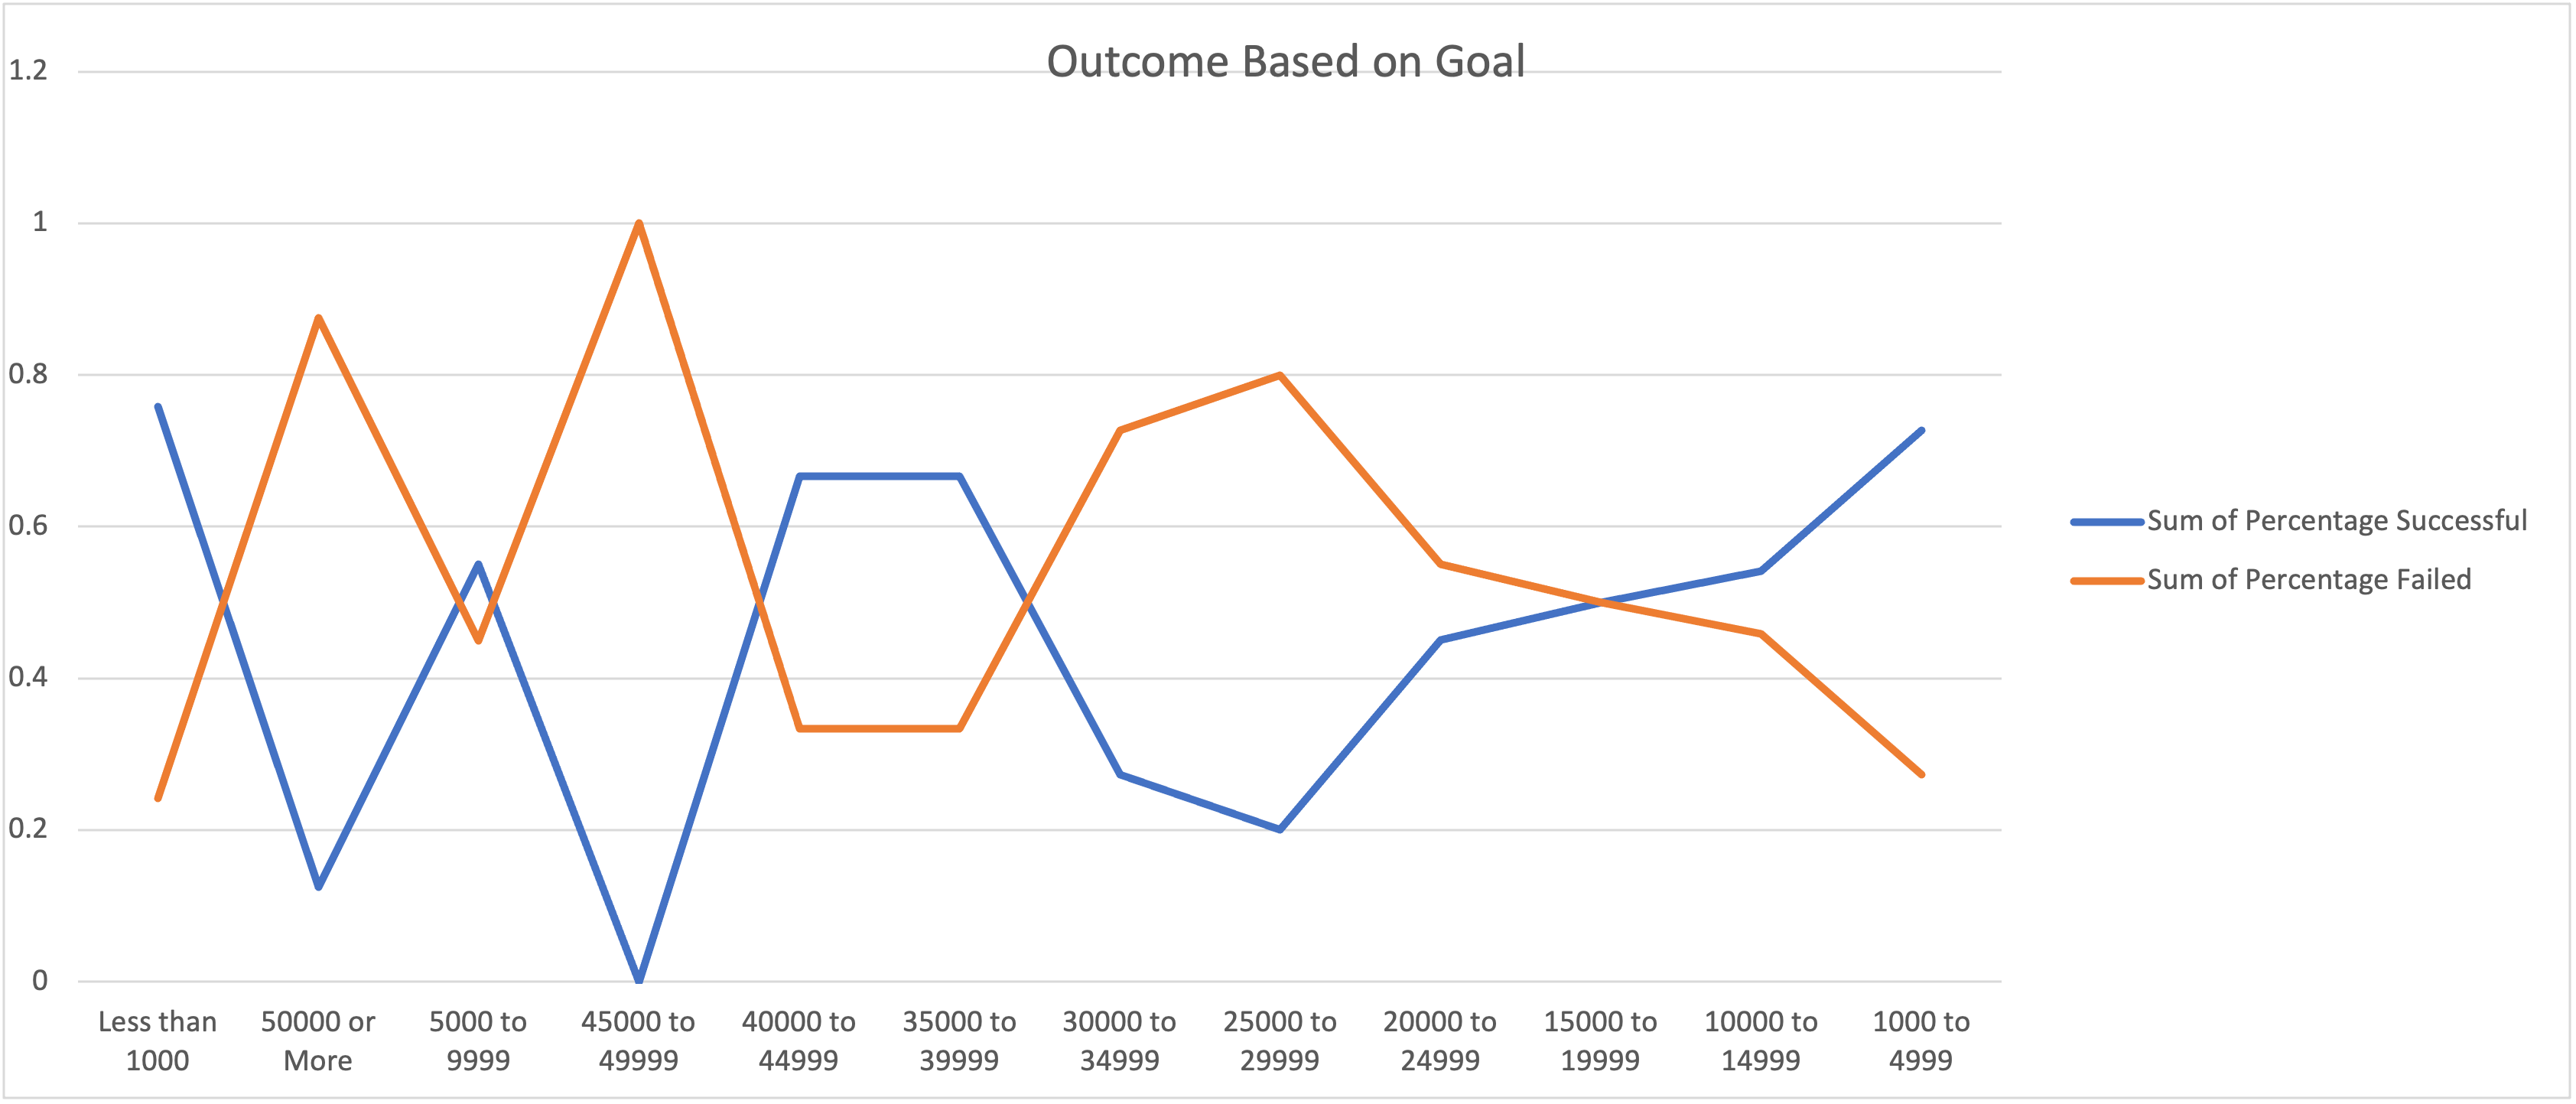 Outcome Based on Goal
1.2
1
0.8
0.6
0.4
0.2
0
Less than
1000
50000 or
More
5000 to
9999
45000 to
49999
40000 to
44999
35000 to
39999
30000 to
34999
25000 to
29999
20000 to
24999
15000 to
19999
10000 to
14999
1000 to
4999
Sum of Percentage Successful
Sum of Percentage Failed